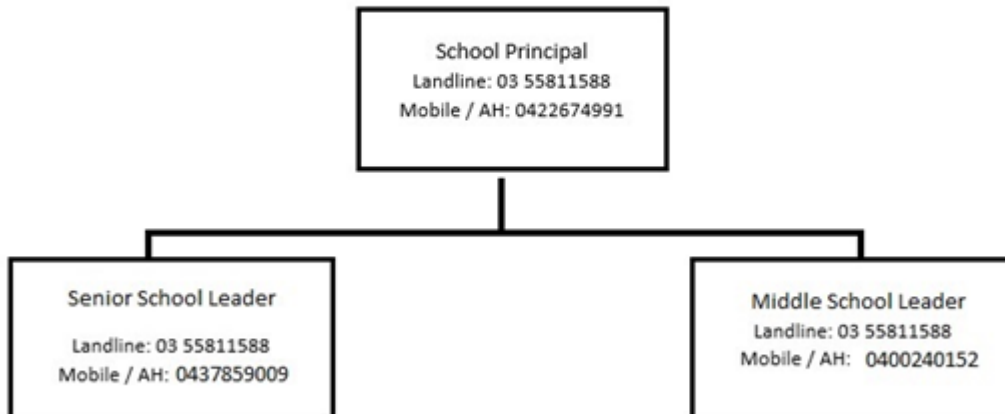 School Principal
Landline: 03 55811588
Mobile / AH: 0422674991
Senior School Leader
Landline: 03 55811588
Mobile / AH: 0437859009
Middle School Leader
Landline: 03 55811588
Mobile / AH: 0400240152